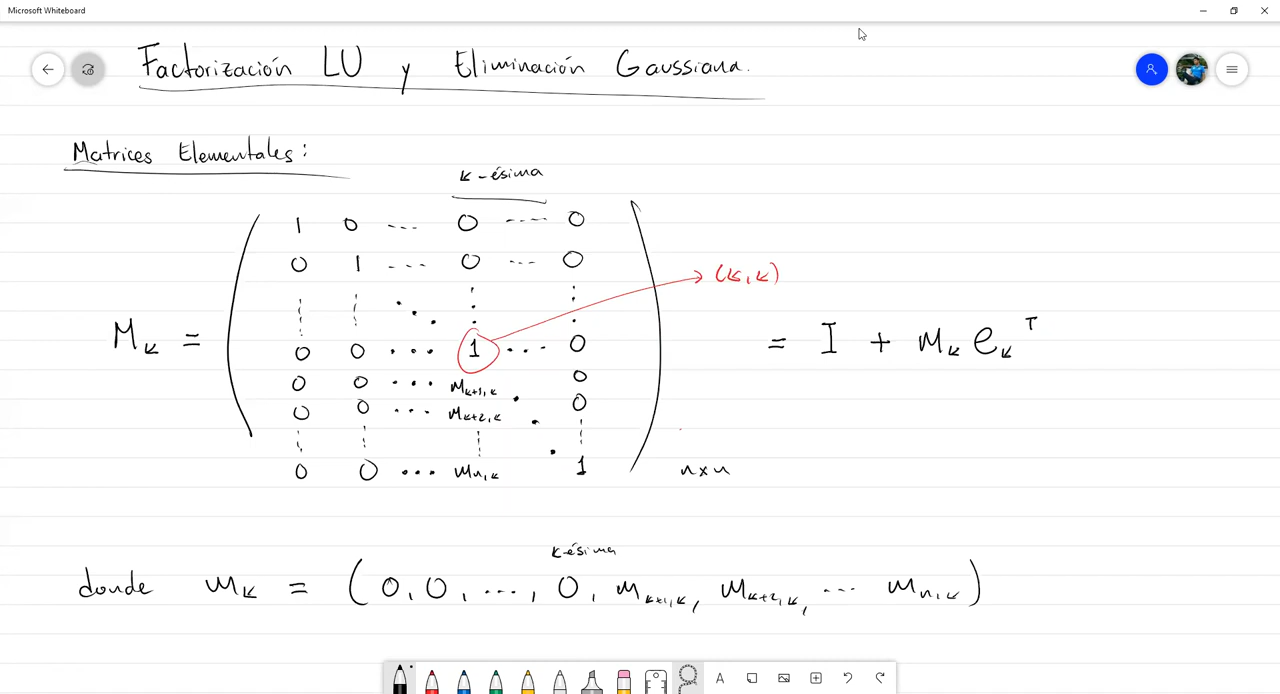 Microsoft Whiteboard
Factorización LU y Eliminación Gaussiana.
Matrices Elementales:
k-ésima
1 0 ... 0 ... 0
0 1 ... 0 ... 0
(k,k)
M_k = = I + m_k e_k^T
0 0 ... 1 ... 0
0 0 ... m_{k+1,k} 0
0 0 ... m_{k+2,k} 0
0 0 ... m_{n,k} 1
n×n
k-ésima
donde m_k = (0, 0, ..., 0, m_{k+1,k}, m_{k+2,k}, ... m_{n,k})
A